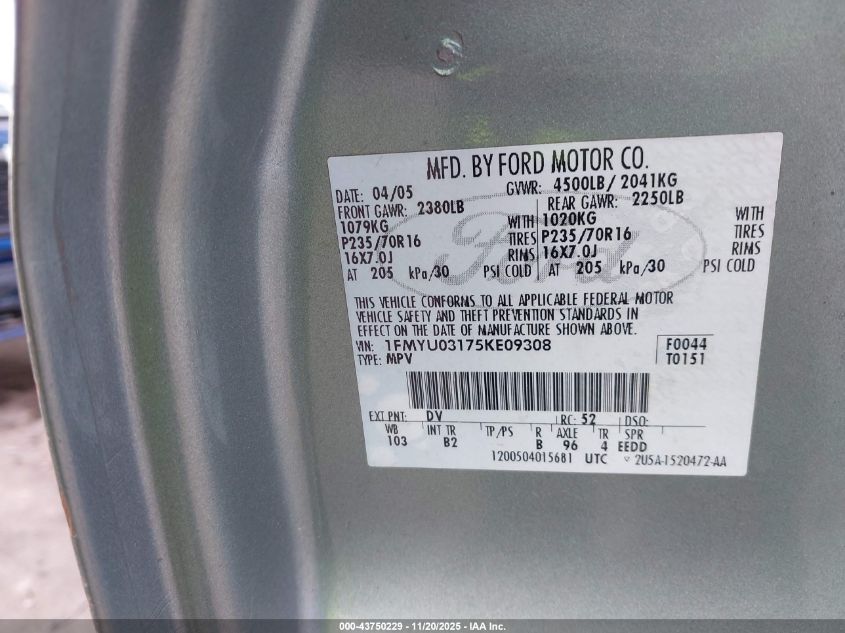 MFD. BY FORD MOTOR CO.
DATE: 04/05 GVWR: 4500LB/ 2041KG
FRONT GAWR: 2380LB REAR GAWR: 2250LB
1079KG WITH 1020KG WITH
P235/70R16 TIRES P235/70R16 TIRES
16X7.0J RIMS 16X7.0J RIMS
AT 205 kPa/30 PSI COLD AT 205 kPa/30 PSI COLD
Ford
THIS VEHICLE CONFORMS TO ALL APPLICABLE FEDERAL MOTOR
VEHICLE SAFETY AND THEFT PREVENTION STANDARDS IN
EFFECT ON THE DATE OF MANUFACTURE SHOWN ABOVE.
VIN: 1FMYU03175KE09308 F0044
TYPE: MPV T0151
EXT PNT: DV RC: 52 DSO:
WB INT TR TP/PS R AXLE TR SPR
103 B2 B 96 4 EEDD
1200504015681 UTC 2U5A-1520472-AA
000-43750229 - 11/20/2025 - IAA Inc.